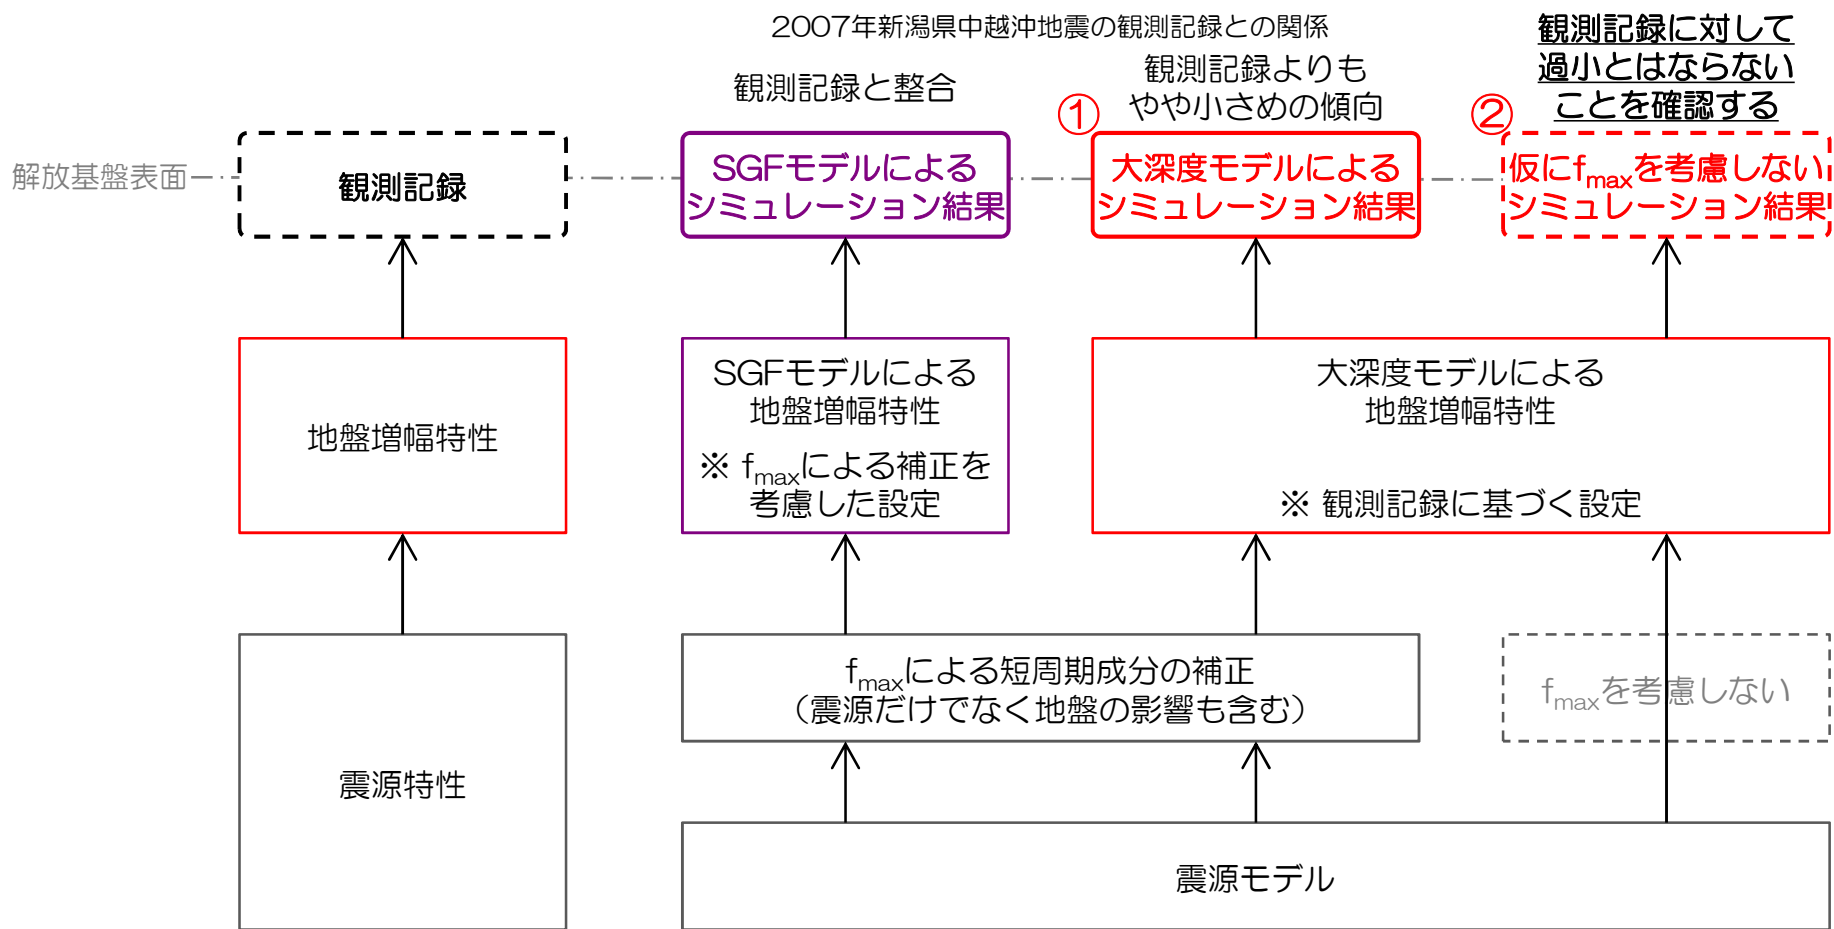 2007年新潟県中越沖地震の観測記録との関係
観測記録と整合
観測記録よりも
やや小さめの傾向
観測記録に対して
過小とはならない
ことを確認する
①
②
解放基盤表面
観測記録
SGFモデルによる
シミュレーション結果
大深度モデルによる
シミュレーション結果
仮にfmaxを考慮しない
シミュレーション結果
地盤増幅特性
SGFモデルによる
地盤増幅特性
※ fmaxによる補正を
考慮した設定
大深度モデルによる
地盤増幅特性
※ 観測記録に基づく設定
震源特性
fmaxによる短周期成分の補正
（震源だけでなく地盤の影響も含む）
fmaxを考慮しない
震源モデル